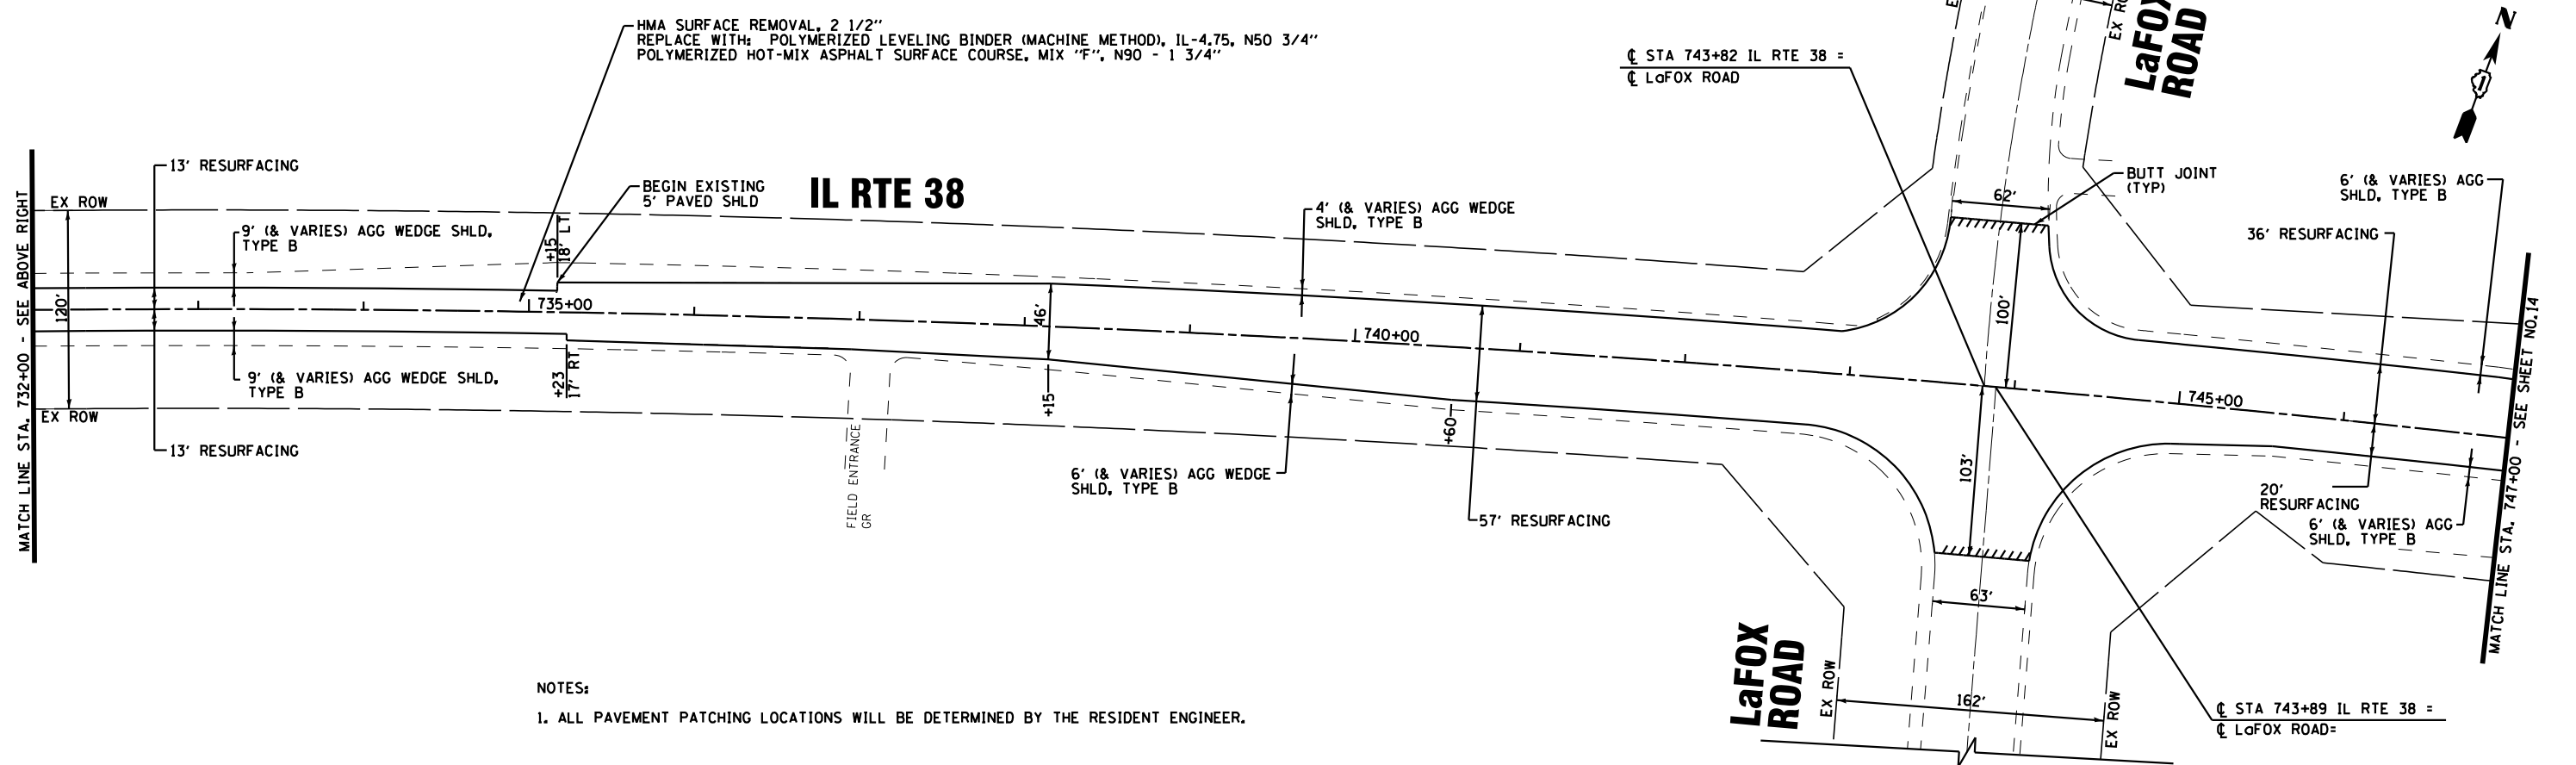 HMA SURFACE REMOVAL, 2 1/2"
REPLACE WITH: POLYMERIZED LEVELING BINDER (MACHINE METHOD), IL-4.75, N50 3/4"
POLYMERIZED HOT-MIX ASPHALT SURFACE COURSE, MIX "F", N90 - 1 3/4"
℄ STA 743+82 IL RTE 38 =
℄ LaFOX ROAD
EX ROW
LaFOX
ROAD
N
13' RESURFACING
BEGIN EXISTING
5' PAVED SHLD
IL RTE 38
4' (& VARIES) AGG WEDGE
SHLD, TYPE B
62'
BUTT JOINT
(TYP)
6' (& VARIES) AGG
SHLD, TYPE B
36' RESURFACING
MATCH LINE STA. 732+00 - SEE ABOVE RIGHT
EX ROW
120'
9' (& VARIES) AGG WEDGE SHLD,
TYPE B
+15
18' LT
735+00
46'
740+00
100'
745+00
9' (& VARIES) AGG WEDGE SHLD,
TYPE B
EX ROW
13' RESURFACING
+23
17' RT
FIELD ENTRANCE
GR
+15
+60
6' (& VARIES) AGG WEDGE
SHLD, TYPE B
57' RESURFACING
103'
63'
20'
RESURFACING
6' (& VARIES) AGG
SHLD, TYPE B
MATCH LINE STA. 747+00 - SEE SHEET NO.14
LaFOX
ROAD
EX ROW
162'
EX ROW
℄ STA 743+89 IL RTE 38 =
℄ LaFOX ROAD=
NOTES:
1. ALL PAVEMENT PATCHING LOCATIONS WILL BE DETERMINED BY THE RESIDENT ENGINEER.